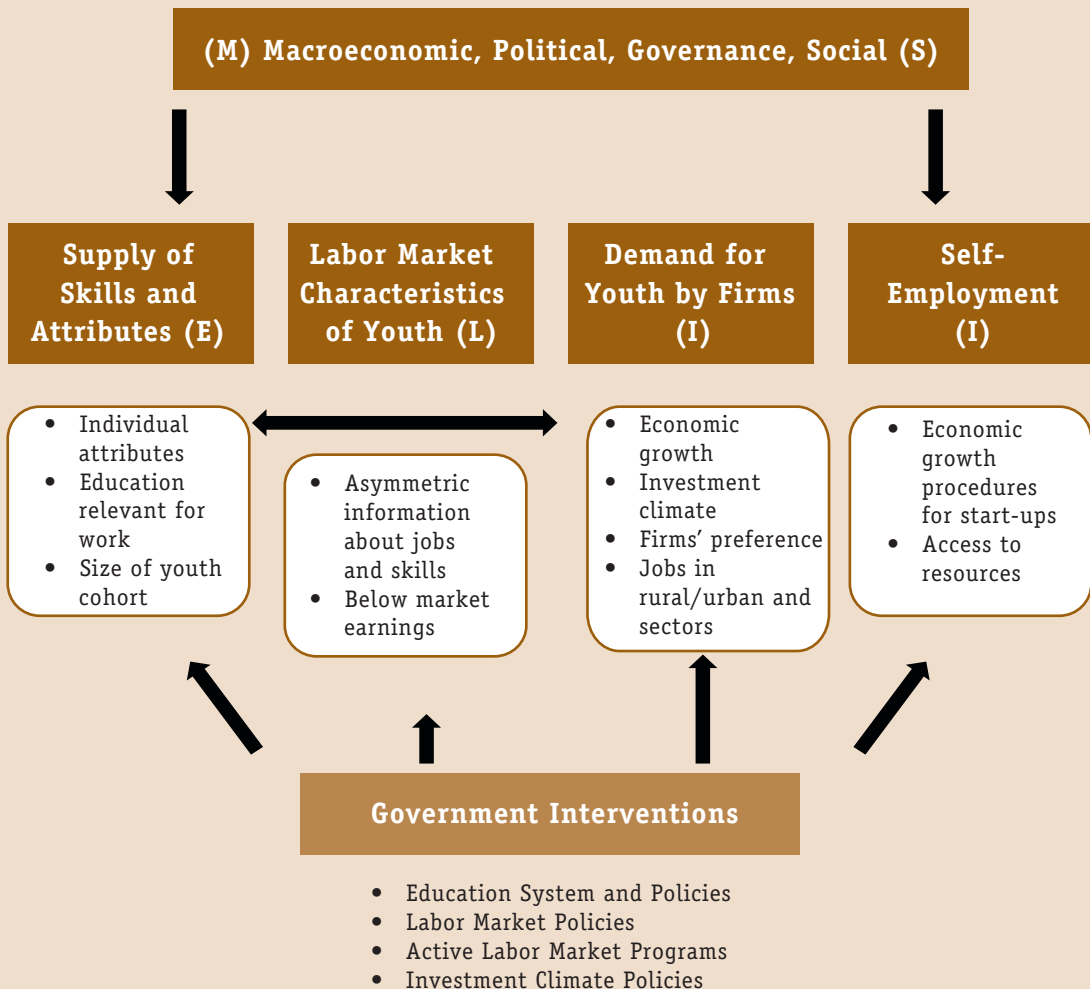 (M) Macroeconomic, Political, Governance, Social (S)
Supply of
Skills and
Attributes (E)
Labor Market
Characteristics
of Youth (L)
Demand for
Youth by Firms
(I)
Self-
Employment
(I)
• Individual
attributes
• Education
relevant for
work
• Size of youth
cohort
• Asymmetric
information
about jobs
and skills
• Below market
earnings
• Economic
growth
• Investment
climate
• Firms’ preference
• Jobs in
rural/urban and
sectors
• Economic
growth
procedures
for start-ups
• Access to
resources
Government Interventions
• Education System and Policies
• Labor Market Policies
• Active Labor Market Programs
• Investment Climate Policies